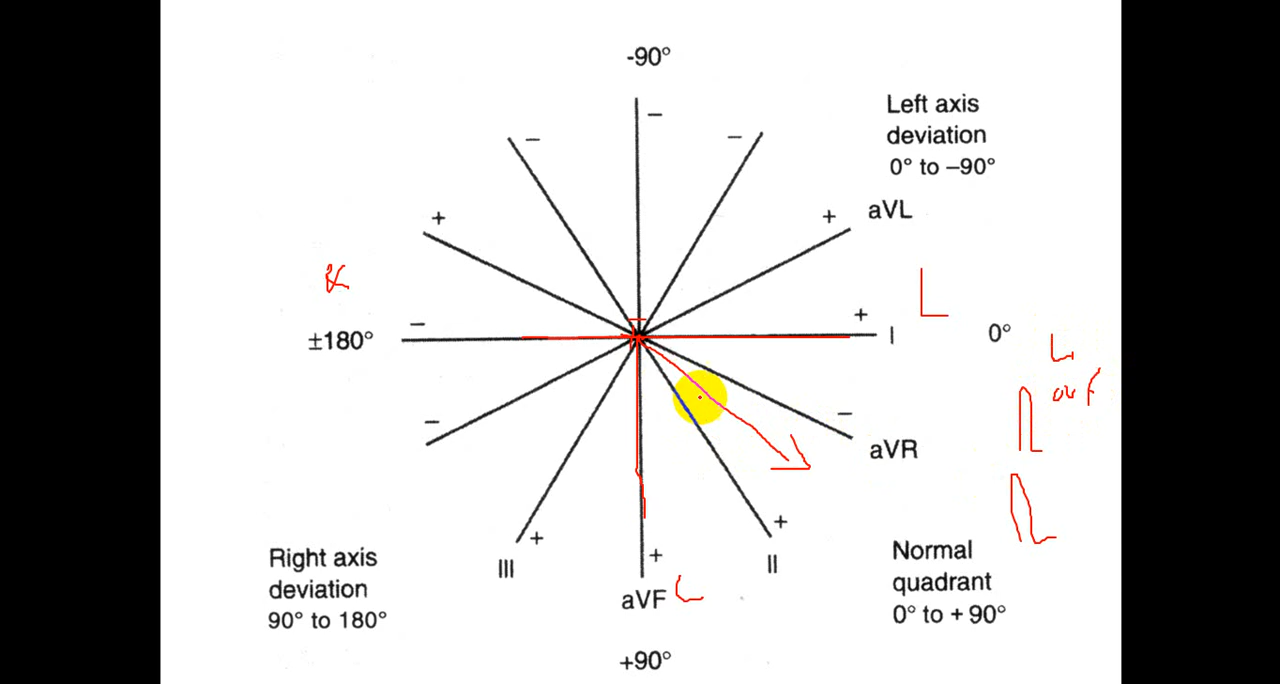 -90°
−
Left axis
deviation
0° to –90°
−
−
+
aVL
+
+
L
−
+
±180°
I
0°
L
avf
−
−
aVR
+
+
III
+
II
Right axis
deviation
90° to 180°
aVF
L
Normal
quadrant
0° to + 90°
+90°